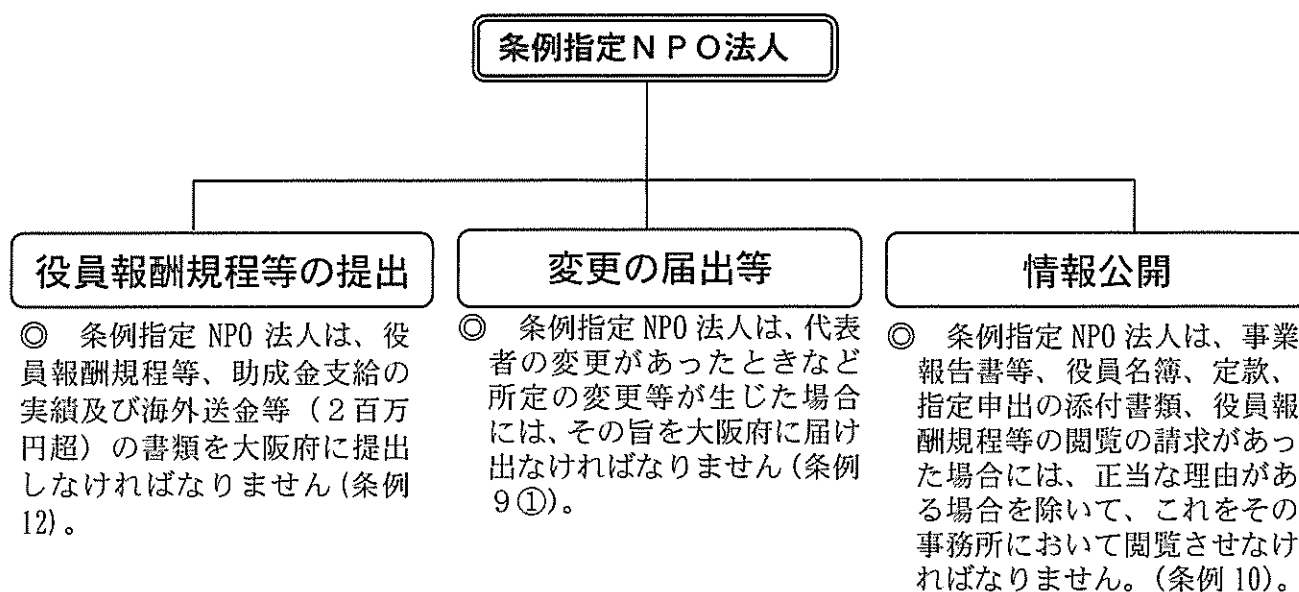 条例指定ＮＰＯ法人
役員報酬規程等の提出
◎　条例指定 NPO 法人は、役
員報酬規程等、助成金支給の
実績及び海外送金等（２百万
円超）の書類を大阪府に提出
しなければなりません(条例
12)。
変更の届出等
◎　条例指定 NPO 法人は、代表
者の変更があったときなど
所定の変更等が生じた場合
には、その旨を大阪府に届け
出なければなりません(条例
９①)。
情報公開
◎　条例指定 NPO 法人は、事業
報告書等、役員名簿、定款、
指定申出の添付書類、役員報
酬規程等の閲覧の請求があっ
た場合には、正当な理由があ
る場合を除いて、これをその
事務所において閲覧させなけ
ればなりません。(条例 10)。